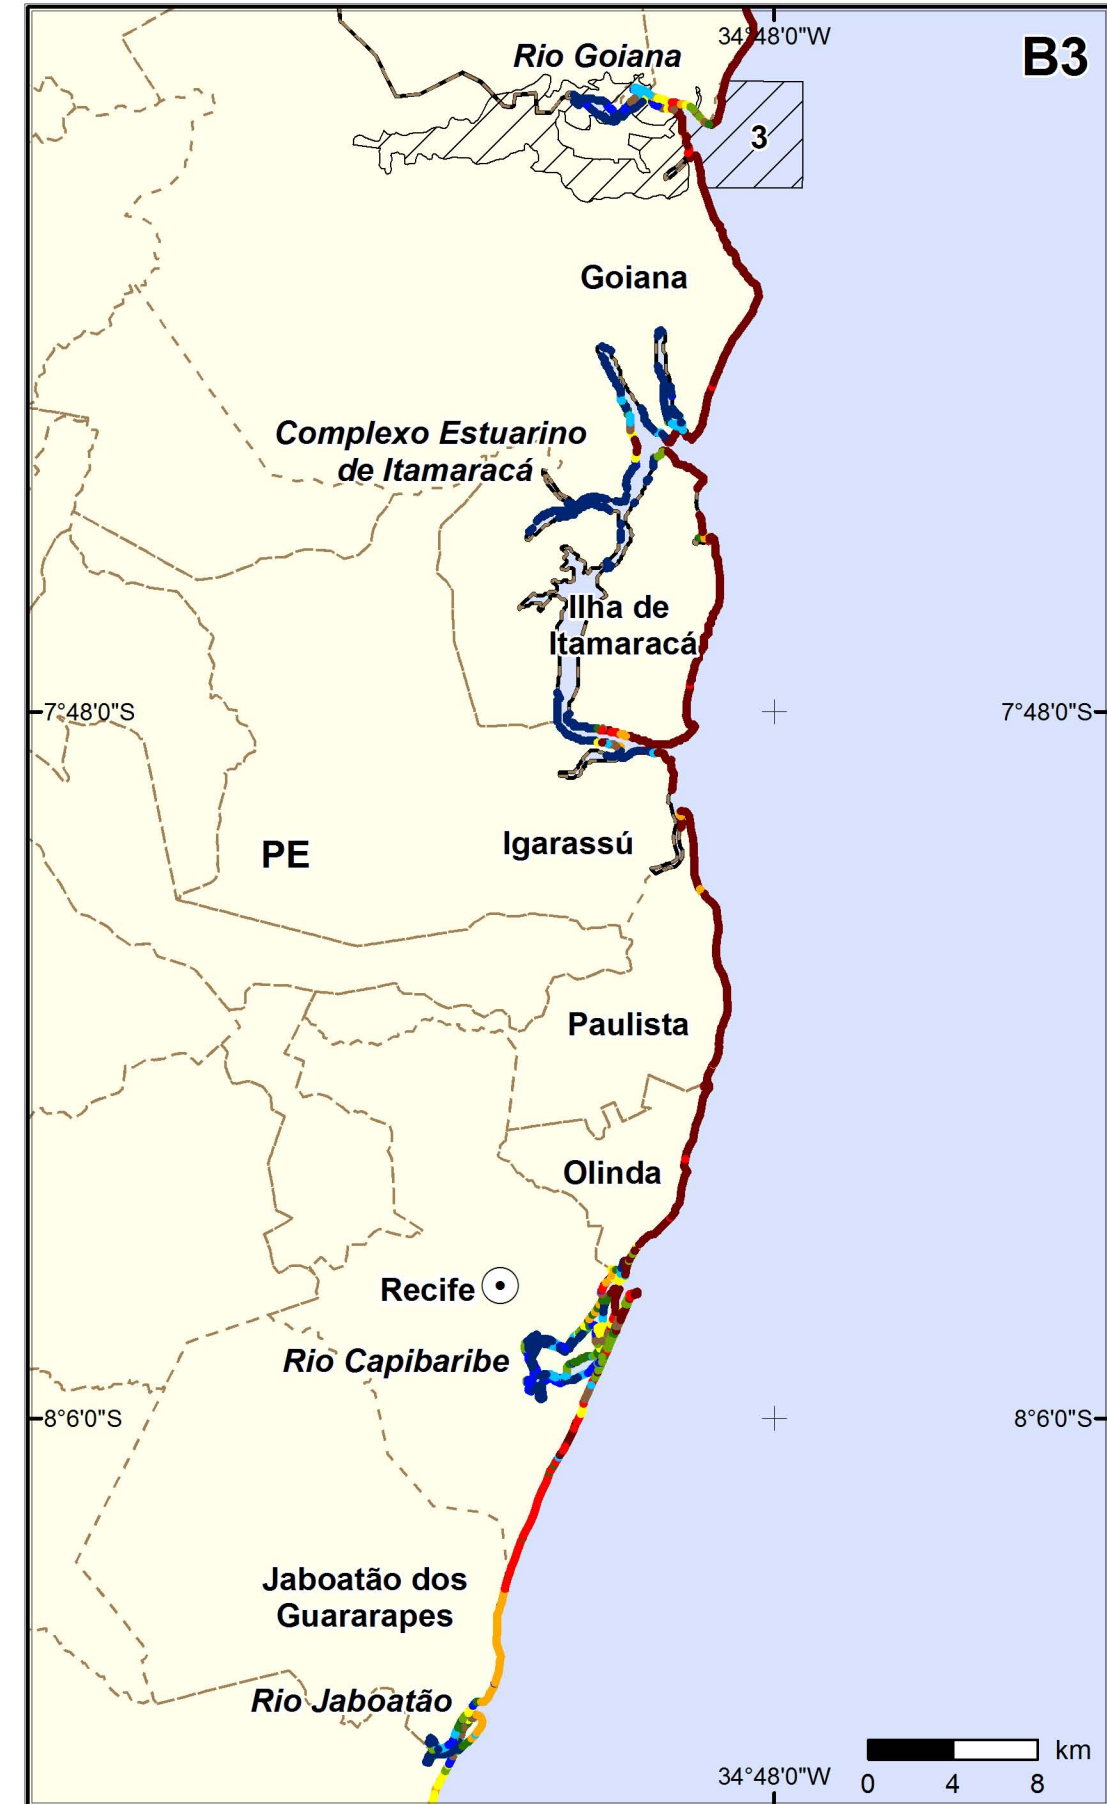 34°48'0"W
B3
Rio Goiana
3
Goiana
Complexo Estuarino
de Itamaracá
Ilha de
Itamaracá
7°48'0"S
7°48'0"S
Igarassú
PE
Paulista
Olinda
Recife
Rio Capibaribe
8°6'0"S
8°6'0"S
Jaboatão dos
Guararapes
Rio Jaboatão
km
34°48'0"W
0 4 8